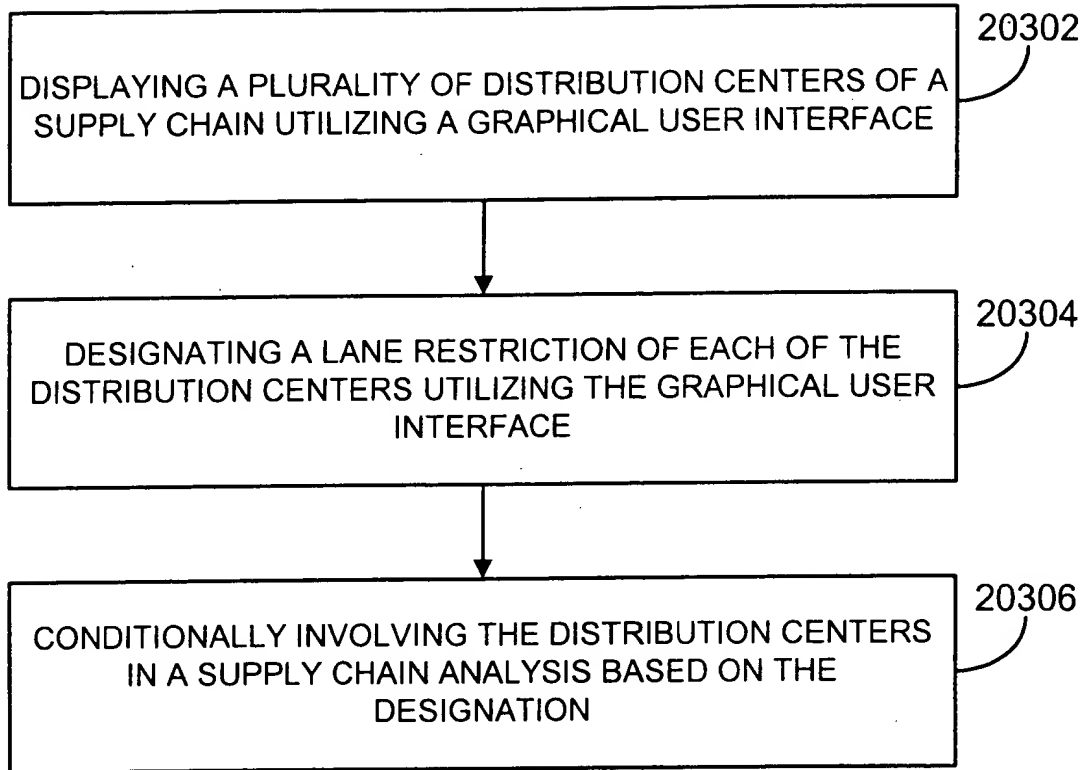 20302
DISPLAYING A PLURALITY OF DISTRIBUTION CENTERS OF A
SUPPLY CHAIN UTILIZING A GRAPHICAL USER INTERFACE
20304
DESIGNATING A LANE RESTRICTION OF EACH OF THE
DISTRIBUTION CENTERS UTILIZING THE GRAPHICAL USER
INTERFACE
20306
CONDITIONALLY INVOLVING THE DISTRIBUTION CENTERS
IN A SUPPLY CHAIN ANALYSIS BASED ON THE
DESIGNATION